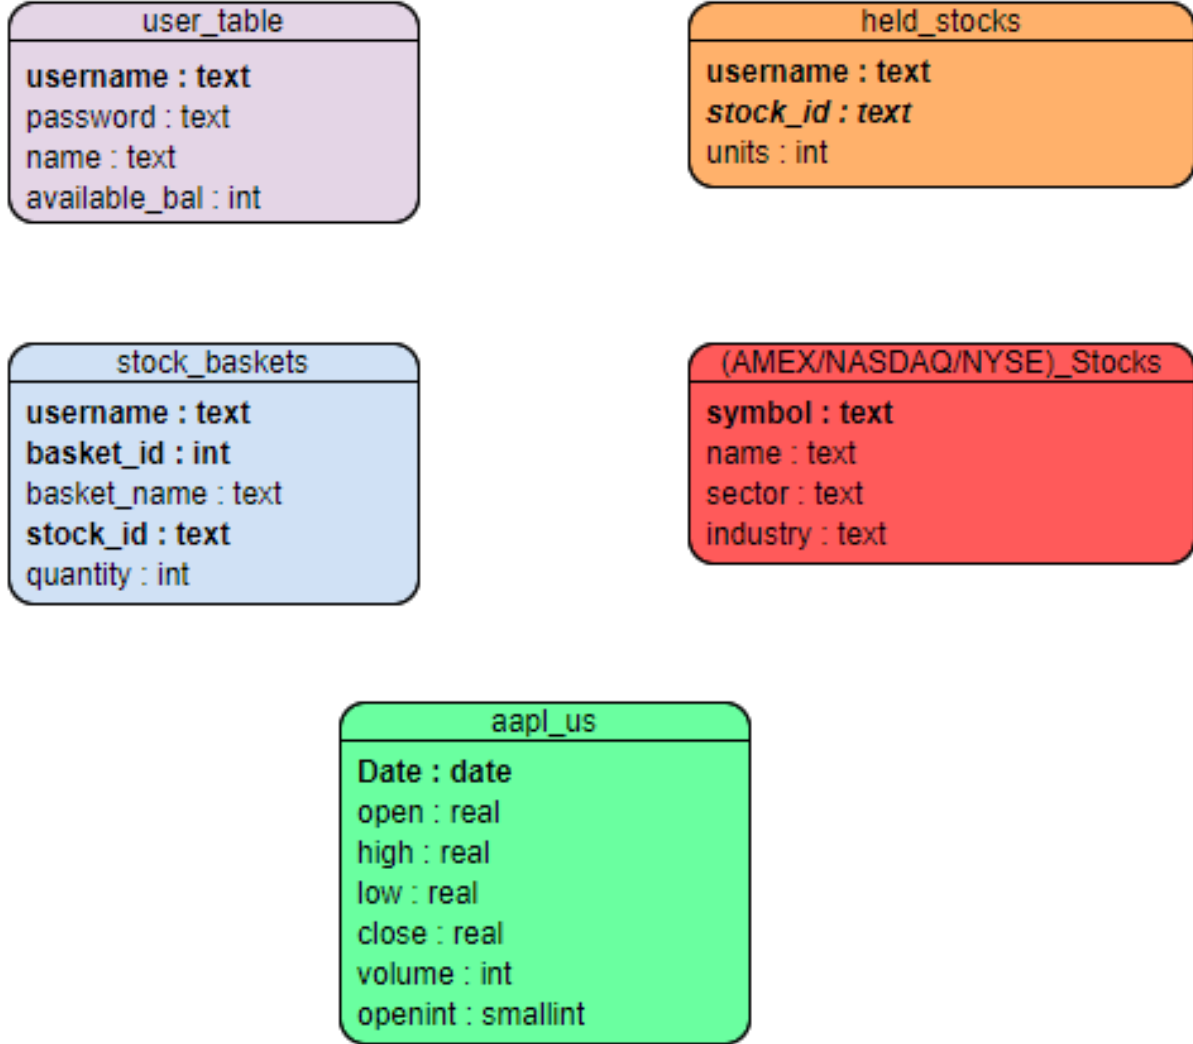 user_table
username : text
password : text
name : text
available_bal : int
held_stocks
username : text
stock_id : text
units : int
stock_baskets
username : text
basket_id : int
basket_name : text
stock_id : text
quantity : int
(AMEX/NASDAQ/NYSE)_Stocks
symbol : text
name : text
sector : text
industry : text
aapl_us
Date : date
open : real
high : real
low : real
close : real
volume : int
openint : smallint